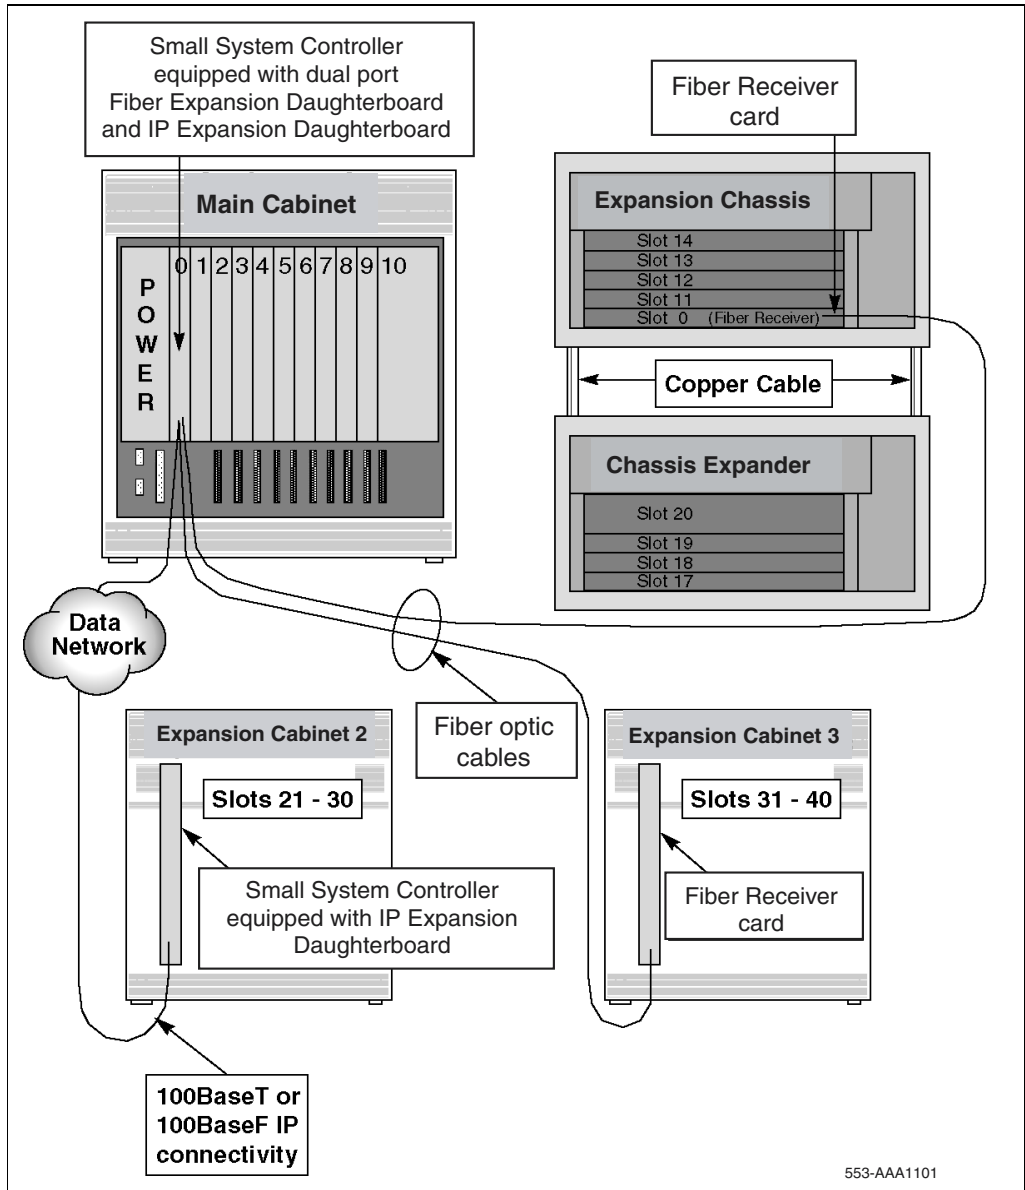 Small System Controller
equipped with dual port
Fiber Expansion Daughterboard
and IP Expansion Daughterboard
Fiber Receiver
card
Main Cabinet
0 1 2 3 4 5 6 7 8 9 10
P
O
W
E
R
Expansion Chassis
Slot 14
Slot 13
Slot 12
Slot 11
Slot 0 (Fiber Receiver)
Copper Cable
Chassis Expander
Slot 20
Slot 19
Slot 18
Slot 17
Data
Network
Fiber optic
cables
Expansion Cabinet 2
Slots 21 - 30
Small System Controller
equipped with IP Expansion
Daughterboard
Expansion Cabinet 3
Slots 31 - 40
Fiber Receiver
card
100BaseT or
100BaseF IP
connectivity
553-AAA1101